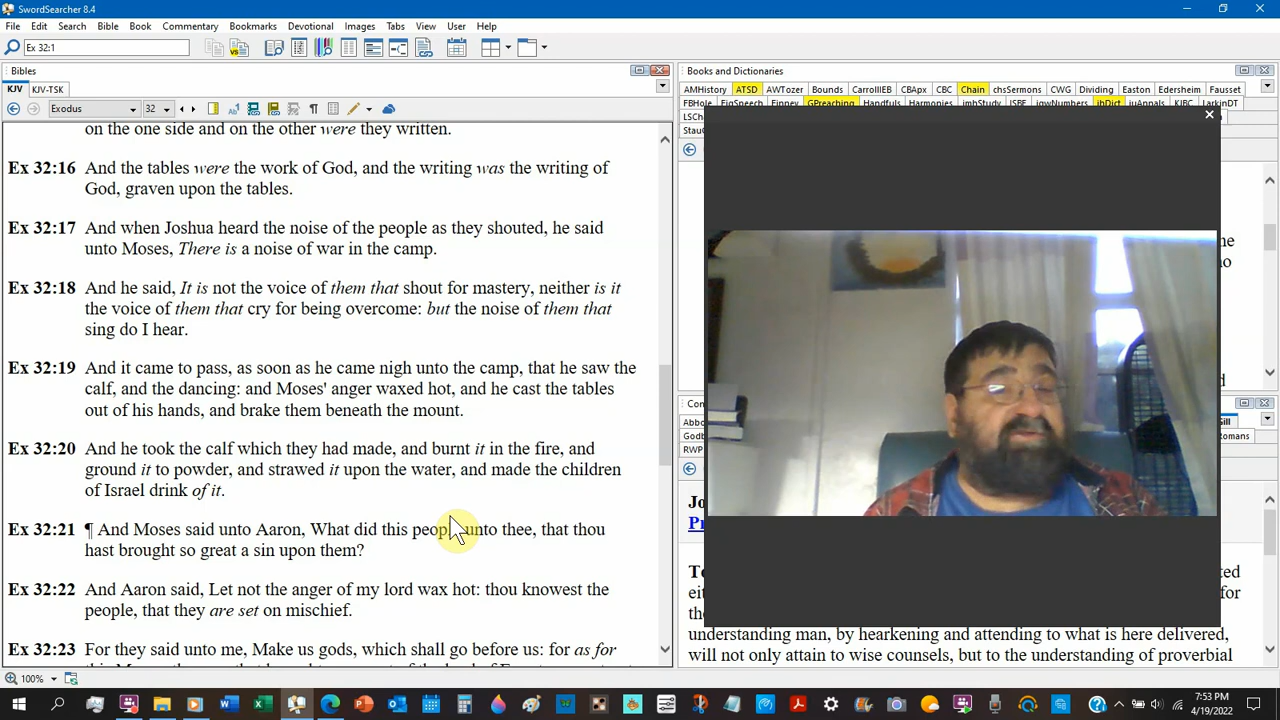 SwordSearcher 8.4
File Edit Search Bible Book Commentary Bookmarks Devotional Images Tabs View User Help
Ex 32:1
Bibles
KJV KJV-TSK
Exodus 32
on the one side and on the other were they written.
Ex 32:16 And the tables were the work of God, and the writing was the writing of
God, graven upon the tables.
Ex 32:17 And when Joshua heard the noise of the people as they shouted, he said
unto Moses, There is a noise of war in the camp.
Ex 32:18 And he said, It is not the voice of them that shout for mastery, neither is it
the voice of them that cry for being overcome: but the noise of them that
sing do I hear.
Ex 32:19 And it came to pass, as soon as he came nigh unto the camp, that he saw the
calf, and the dancing: and Moses' anger waxed hot, and he cast the tables
out of his hands, and brake them beneath the mount.
Ex 32:20 And he took the calf which they had made, and burnt it in the fire, and
ground it to powder, and strawed it upon the water, and made the children
of Israel drink of it.
Ex 32:21 ¶ And Moses said unto Aaron, What did this people unto thee, that thou
hast brought so great a sin upon them?
Ex 32:22 And Aaron said, Let not the anger of my lord wax hot: thou knowest the
people, that they are set on mischief.
Ex 32:23 For they said unto me, Make us gods, which shall go before us: for as for
100%
Books and Dictionaries
AMHistory ATSD AWTozer Bounds CarrollIEB CBApx CBC Chain chsSermons CWG Dividing Easton Edersheim Fausset
FBHole FigSpeech Finney GPreaching Handfuls Harmonies
LarkinDT
Romans
RWP
understanding man, by hearkening and attending to what is here delivered,
will not only attain to wise counsels, but to the understanding of proverbial
7:53 PM
4/19/2022